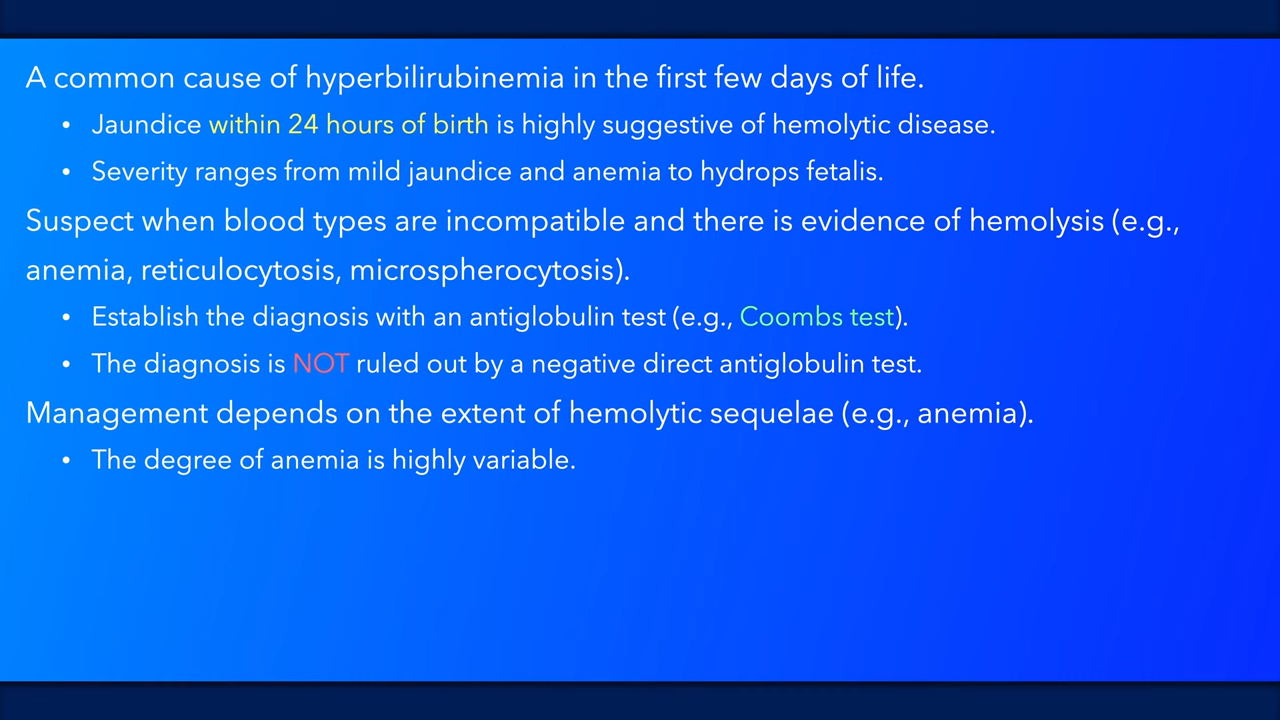 A common cause of hyperbilirubinemia in the first few days of life.
• Jaundice within 24 hours of birth is highly suggestive of hemolytic disease.
• Severity ranges from mild jaundice and anemia to hydrops fetalis.
Suspect when blood types are incompatible and there is evidence of hemolysis (e.g.,
anemia, reticulocytosis, microspherocytosis).
• Establish the diagnosis with an antiglobulin test (e.g., Coombs test).
• The diagnosis is NOT ruled out by a negative direct antiglobulin test.
Management depends on the extent of hemolytic sequelae (e.g., anemia).
• The degree of anemia is highly variable.